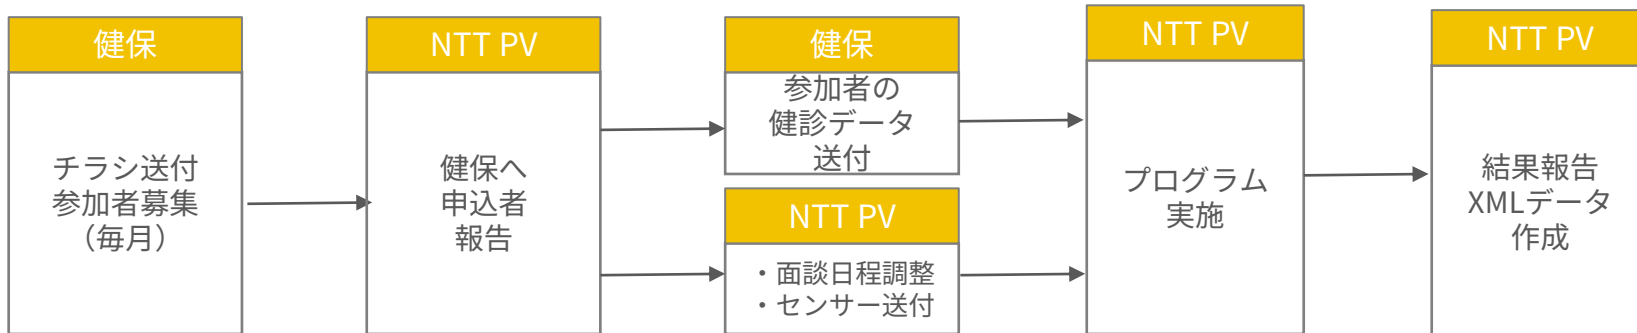 健保
チラシ送付
参加者募集
（毎月）
NTT PV
健保へ
申込者
報告
健保
参加者の
健診データ
送付
NTT PV
・面談日程調整
・センサー送付
NTT PV
プログラム
実施
NTT PV
結果報告
XMLデータ
作成